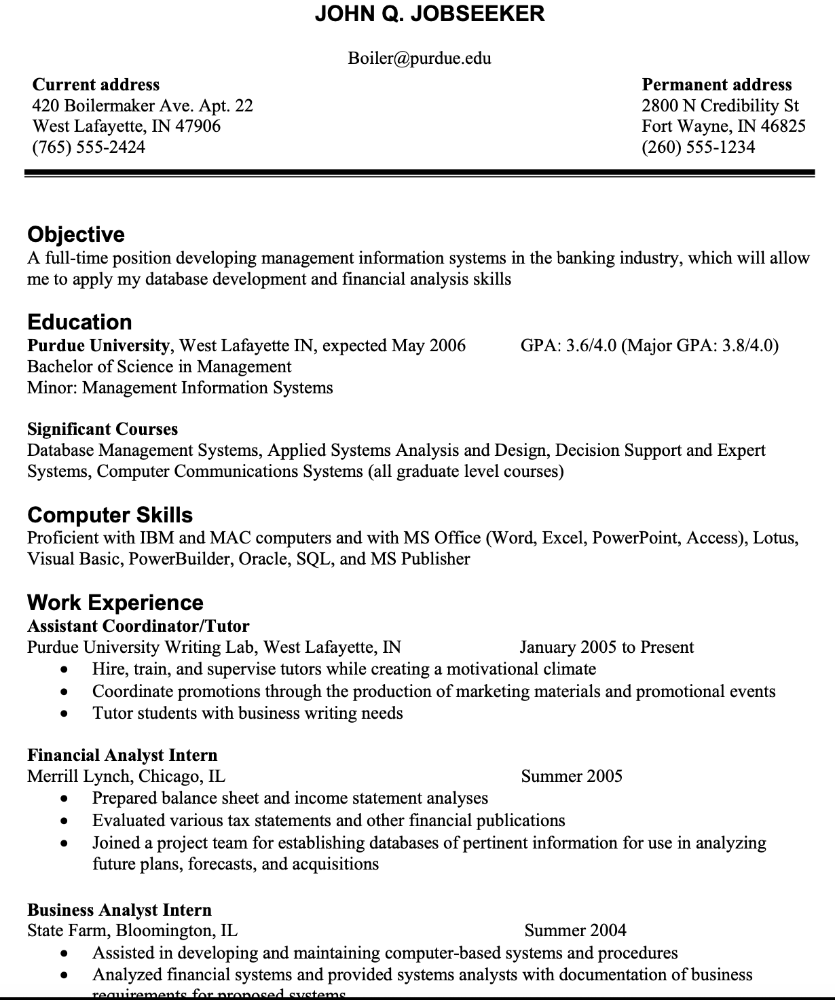 JOHN Q. JOBSEEKER
Boiler@purdue.edu
Current address
420 Boilermaker Ave. Apt. 22
West Lafayette, IN 47906
(765) 555-2424
Permanent address
2800 N Credibility St
Fort Wayne, IN 46825
(260) 555-1234
Objective
A full-time position developing management information systems in the banking industry, which will allow
me to apply my database development and financial analysis skills
Education
Purdue University, West Lafayette IN, expected May 2006 GPA: 3.6/4.0 (Major GPA: 3.8/4.0)
Bachelor of Science in Management
Minor: Management Information Systems
Significant Courses
Database Management Systems, Applied Systems Analysis and Design, Decision Support and Expert
Systems, Computer Communications Systems (all graduate level courses)
Computer Skills
Proficient with IBM and MAC computers and with MS Office (Word, Excel, PowerPoint, Access), Lotus,
Visual Basic, PowerBuilder, Oracle, SQL, and MS Publisher
Work Experience
Assistant Coordinator/Tutor
Purdue University Writing Lab, West Lafayette, IN January 2005 to Present
• Hire, train, and supervise tutors while creating a motivational climate
• Coordinate promotions through the production of marketing materials and promotional events
• Tutor students with business writing needs
Financial Analyst Intern
Merrill Lynch, Chicago, IL Summer 2005
• Prepared balance sheet and income statement analyses
• Evaluated various tax statements and other financial publications
• Joined a project team for establishing databases of pertinent information for use in analyzing
future plans, forecasts, and acquisitions
Business Analyst Intern
State Farm, Bloomington, IL Summer 2004
• Assisted in developing and maintaining computer-based systems and procedures
• Analyzed financial systems and provided systems analysts with documentation of business
requirements for proposed systems